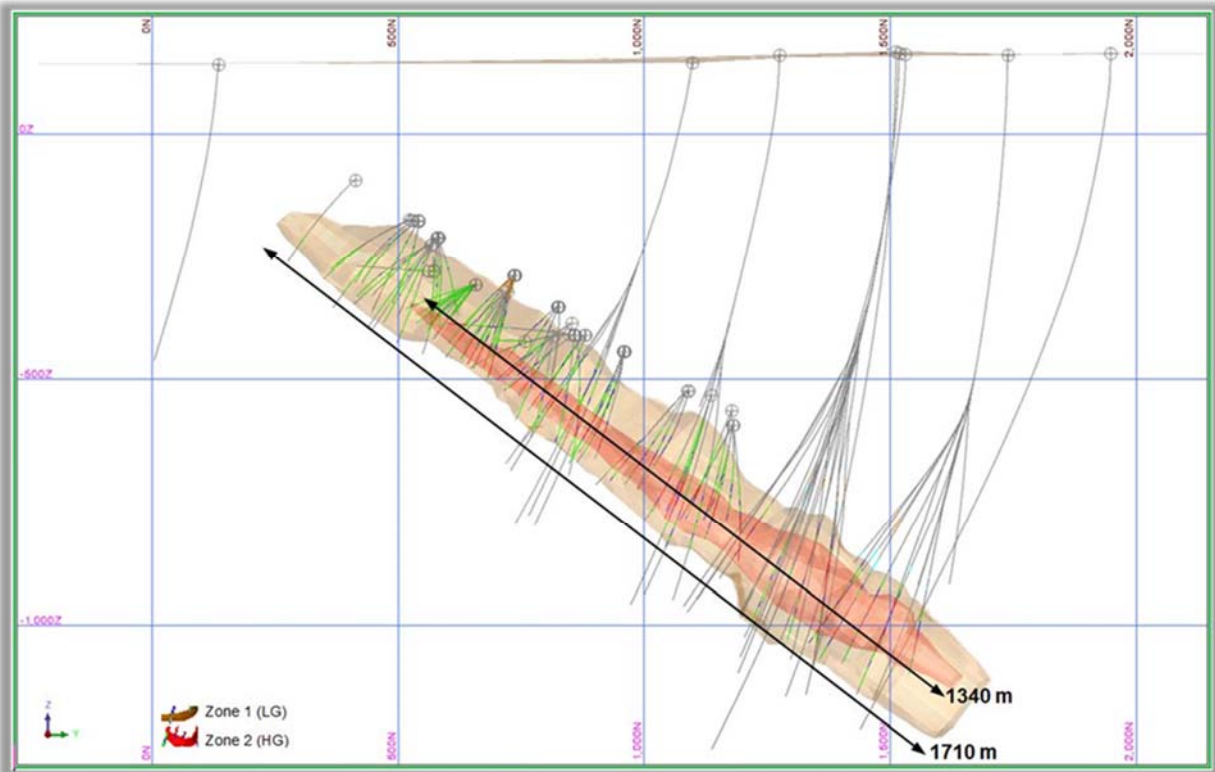 0N
500N
1,000N
1,500N
2,000N
0Z
-500Z
-1,000Z
1340 m
1710 m
Z
Y
Zone 1 (LG)
Zone 2 (HG)
0N
500N
1,000N
1,500N
2,000N